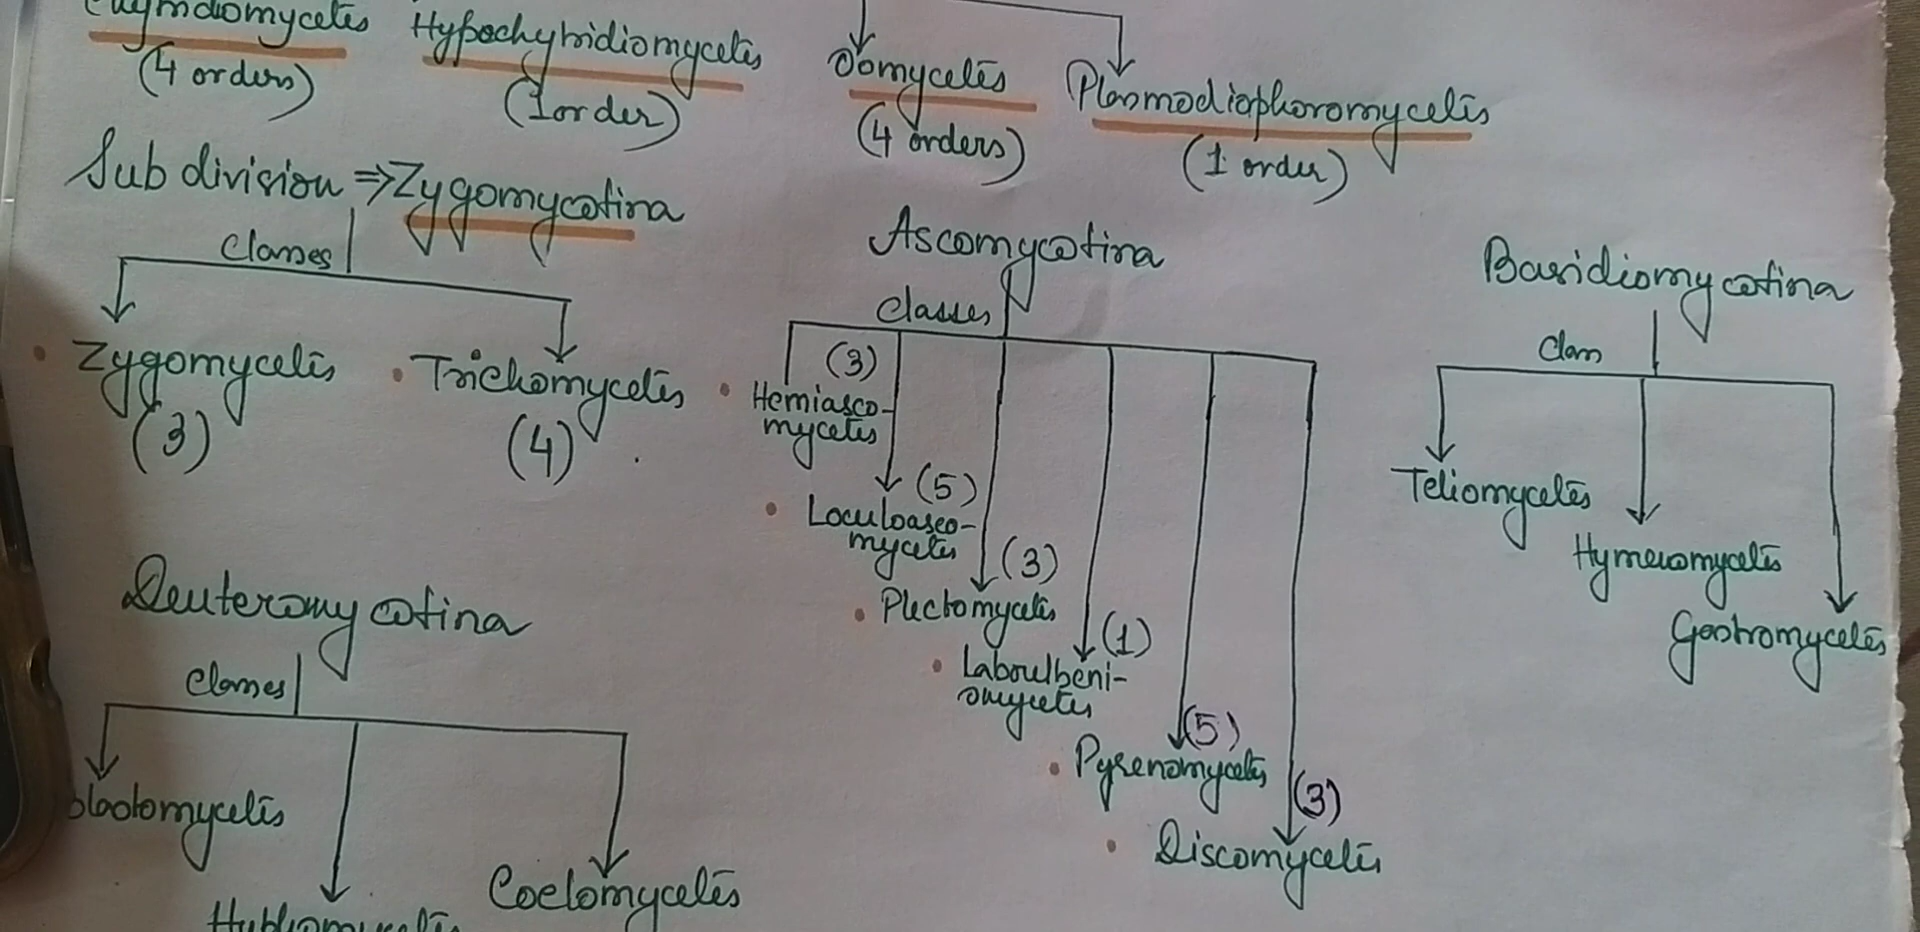 Hyphochytridiomycetes
(4 orders)
(1 order)
Oomycetes
(4 orders)
Plasmodiophoromycetes
(1 order)
Sub division ⇒ Zygomycotina
Classes
Zygomycetes
(3)
Trichomycetes
(4)
Ascomycotina
Classes
(3)
Hemiasco-
mycetes
(5)
Loculoasco-
mycetes
(3)
Plectomycetes
(1)
Laboulbeni-
omycetes
(5)
Pyrenomycetes
(3)
Discomycetes
Basidiomycotina
Class
Teliomycetes
Hymenomycetes
Gastromycetes
Deuteromycotina
Classes
blastomycetes
Coelomycetes